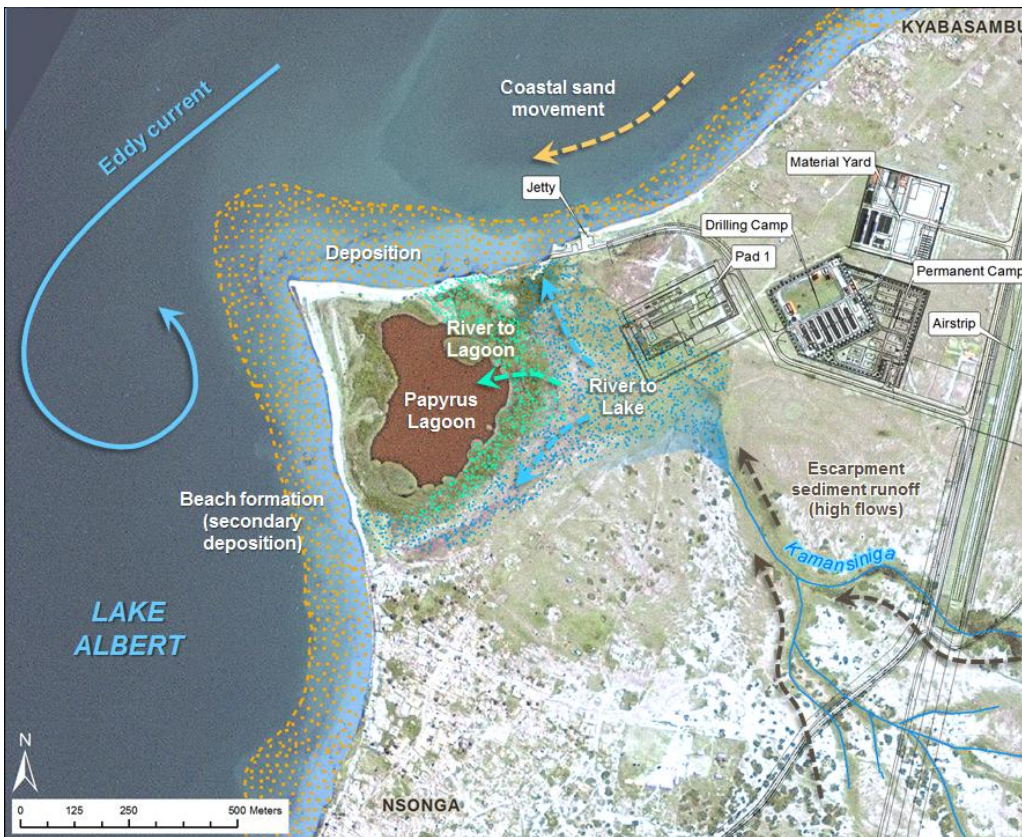 KYABASAMBU
Eddy current
Coastal sand
movement
Material Yard
Jetty
Drilling Camp
Deposition
Pad 1
Permanent Camp
River to
Lagoon
Airstrip
Papyrus
Lagoon
River to
Lake
Escarpment
sediment runoff
(high flows)
Beach formation
(secondary
deposition)
Kamansiniga
LAKE
ALBERT
N
0 125 250 500 Meters
NSONGA